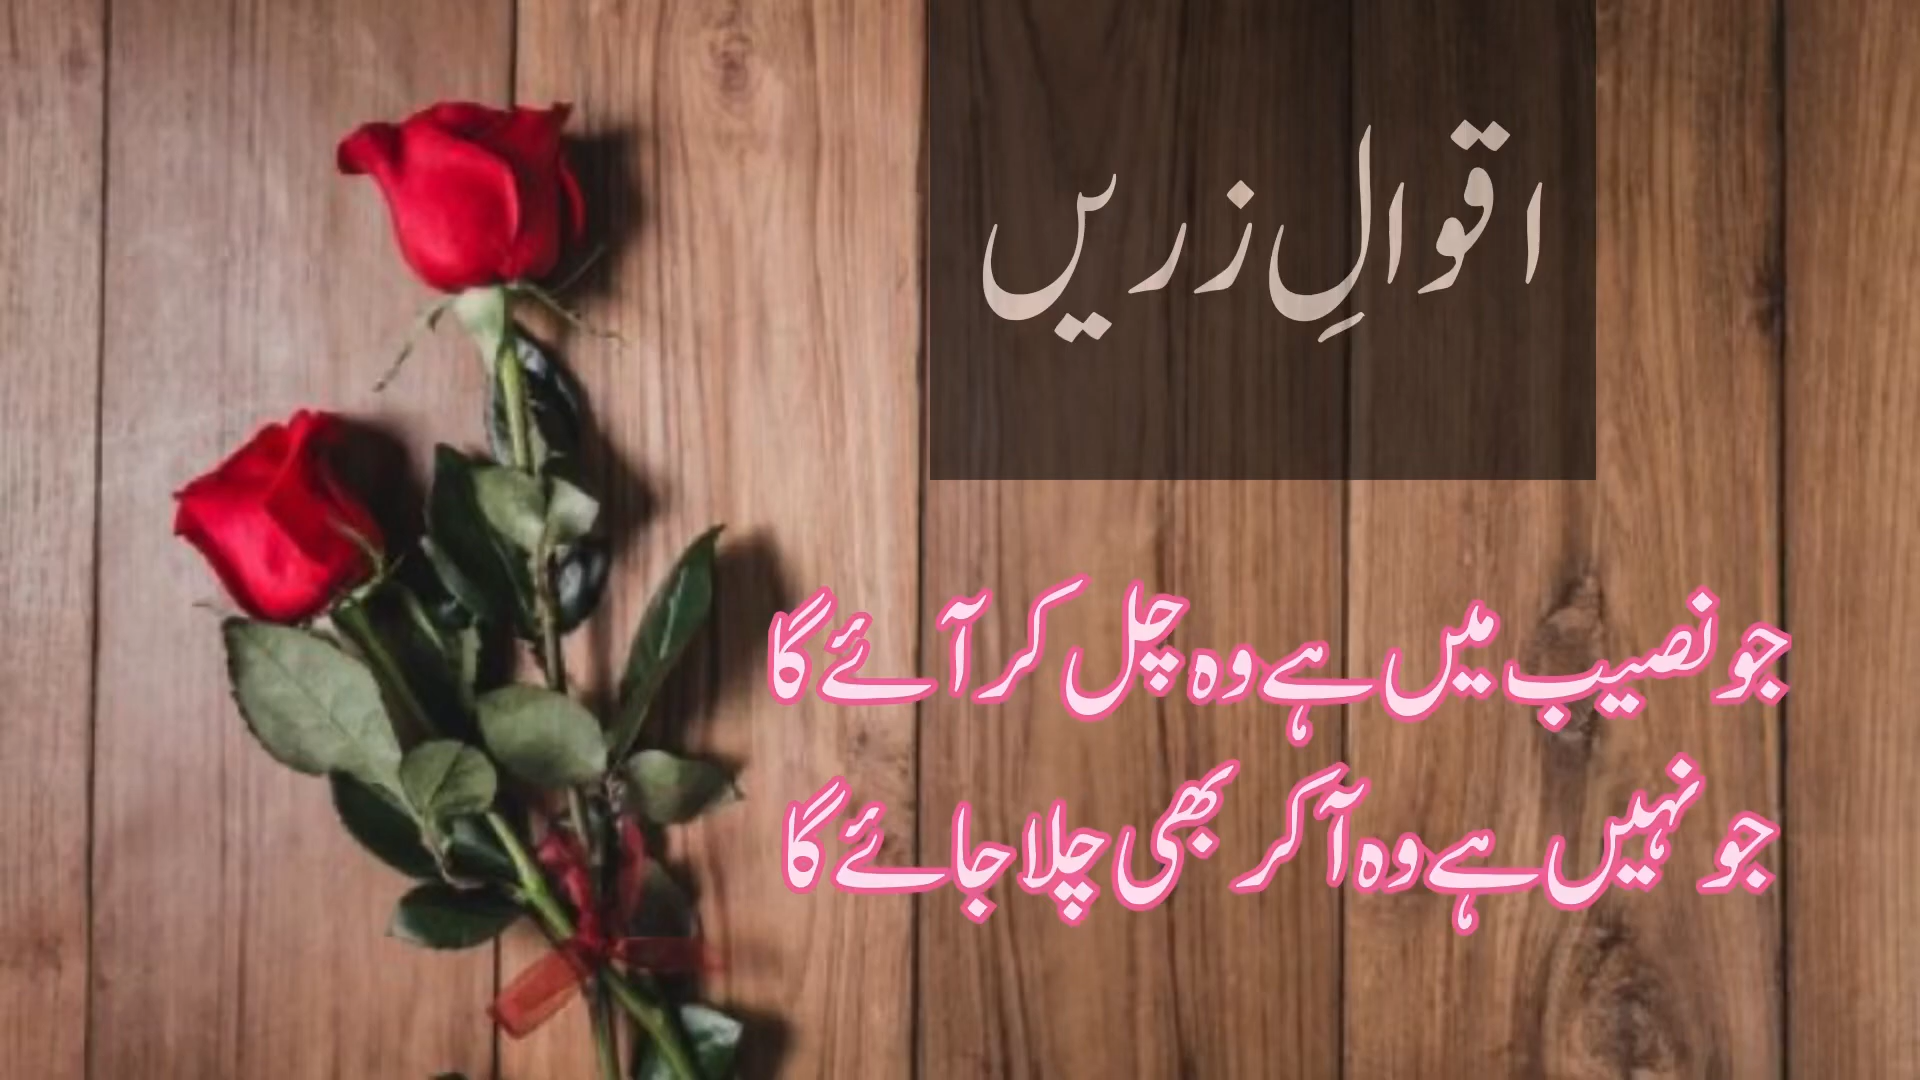 اقوالِ زریں
جو نصیب میں ہے وہ چل کر آئے گا
جو نہیں ہے وہ آکر بھی چلا جائے گا